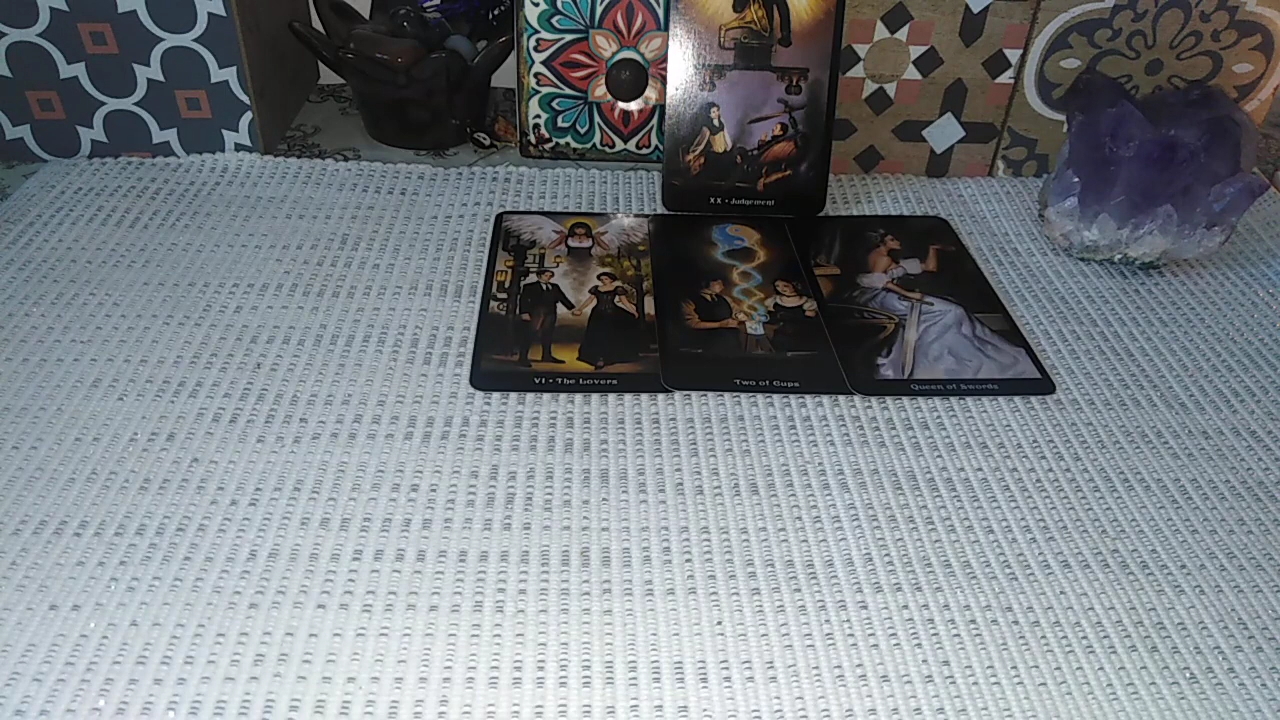 XX • Judgement
VI • The Lovers
Two of Cups
Queen of Swords